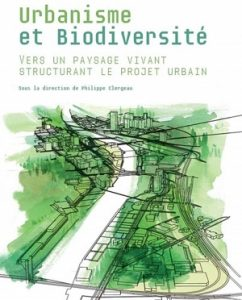 Urbanisme
et Biodiversité
VERS UN PAYSAGE VIVANT
STRUCTURANT LE PROJET URBAIN
Sous la direction de Philippe Clergeau